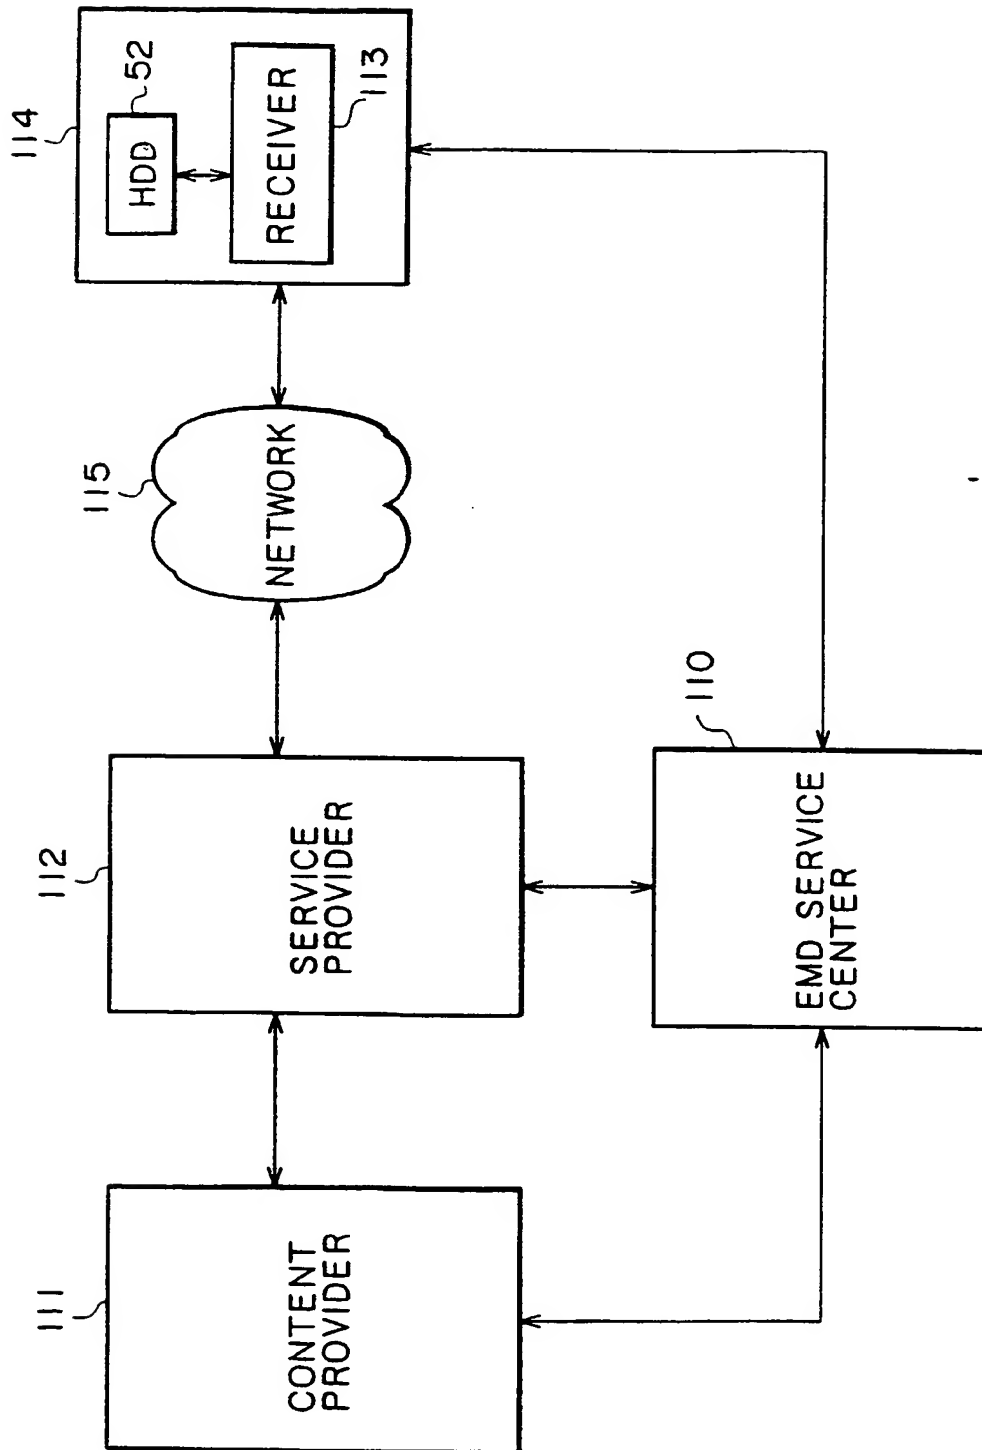 111
CONTENT
PROVIDER
112
SERVICE
PROVIDER
115
NETWORK
114
HDD
52
RECEIVER
113
110
EMD SERVICE
CENTER